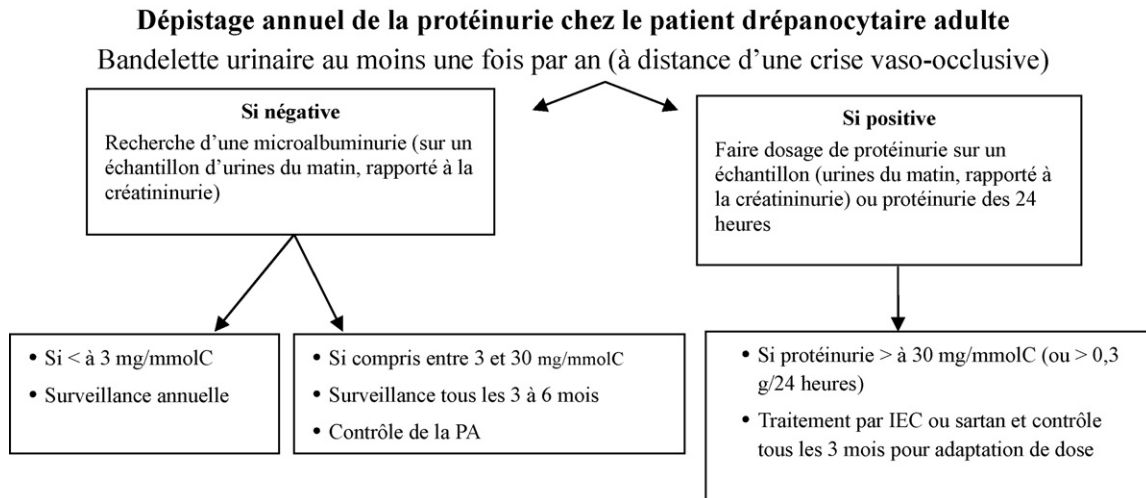 Dépistage annuel de la protéinurie chez le patient drépanocytaire adulte
Bandelette urinaire au moins une fois par an (à distance d’une crise vaso-occlusive)
Si négative
Recherche d’une microalbuminurie (sur un
échantillon d’urines du matin, rapporté à la
créatininurie)
Si positive
Faire dosage de protéinurie sur un
échantillon (urines du matin, rapporté à
la créatininurie) ou protéinurie des 24
heures
• Si < à 3 mg/mmolC
• Surveillance annuelle
• Si compris entre 3 et 30 mg/mmolC
• Surveillance tous les 3 à 6 mois
• Contrôle de la PA
• Si protéinurie > à 30 mg/mmolC (ou > 0,3
g/24 heures)
• Traitement par IEC ou sartan et contrôle
tous les 3 mois pour adaptation de dose